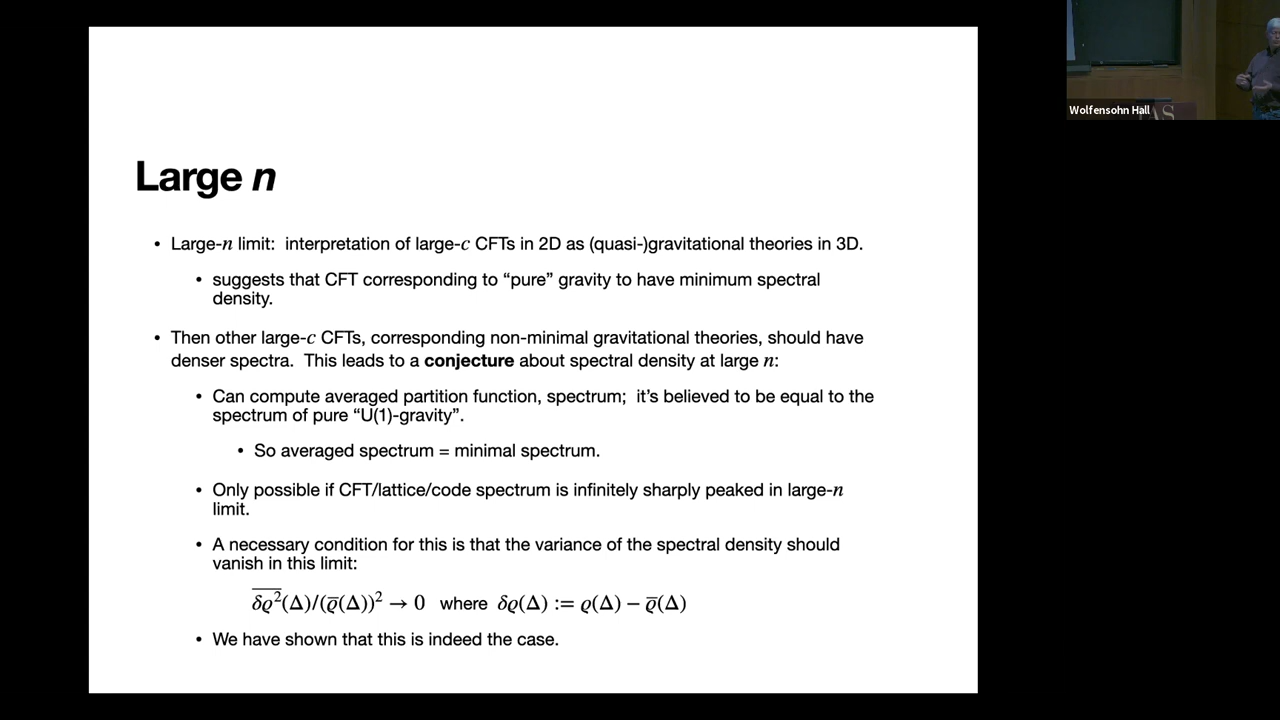 Wolfensohn Hall
IAS
Large n
• Large-n limit: interpretation of large-c CFTs in 2D as (quasi-)gravitational theories in 3D.
• suggests that CFT corresponding to “pure” gravity to have minimum spectral
density.
• Then other large-c CFTs, corresponding non-minimal gravitational theories, should have
denser spectra. This leads to a conjecture about spectral density at large n:
• Can compute averaged partition function, spectrum; it’s believed to be equal to the
spectrum of pure “U(1)-gravity”.
• So averaged spectrum = minimal spectrum.
• Only possible if CFT/lattice/code spectrum is infinitely sharply peaked in large-n
limit.
• A necessary condition for this is that the variance of the spectral density should
vanish in this limit:
$\overline{\delta\varrho^2}(\Delta)/(\overline{\varrho}(\Delta))^2 \to 0$ where $\delta\varrho(\Delta) := \varrho(\Delta) - \overline{\varrho}(\Delta)$
• We have shown that this is indeed the case.